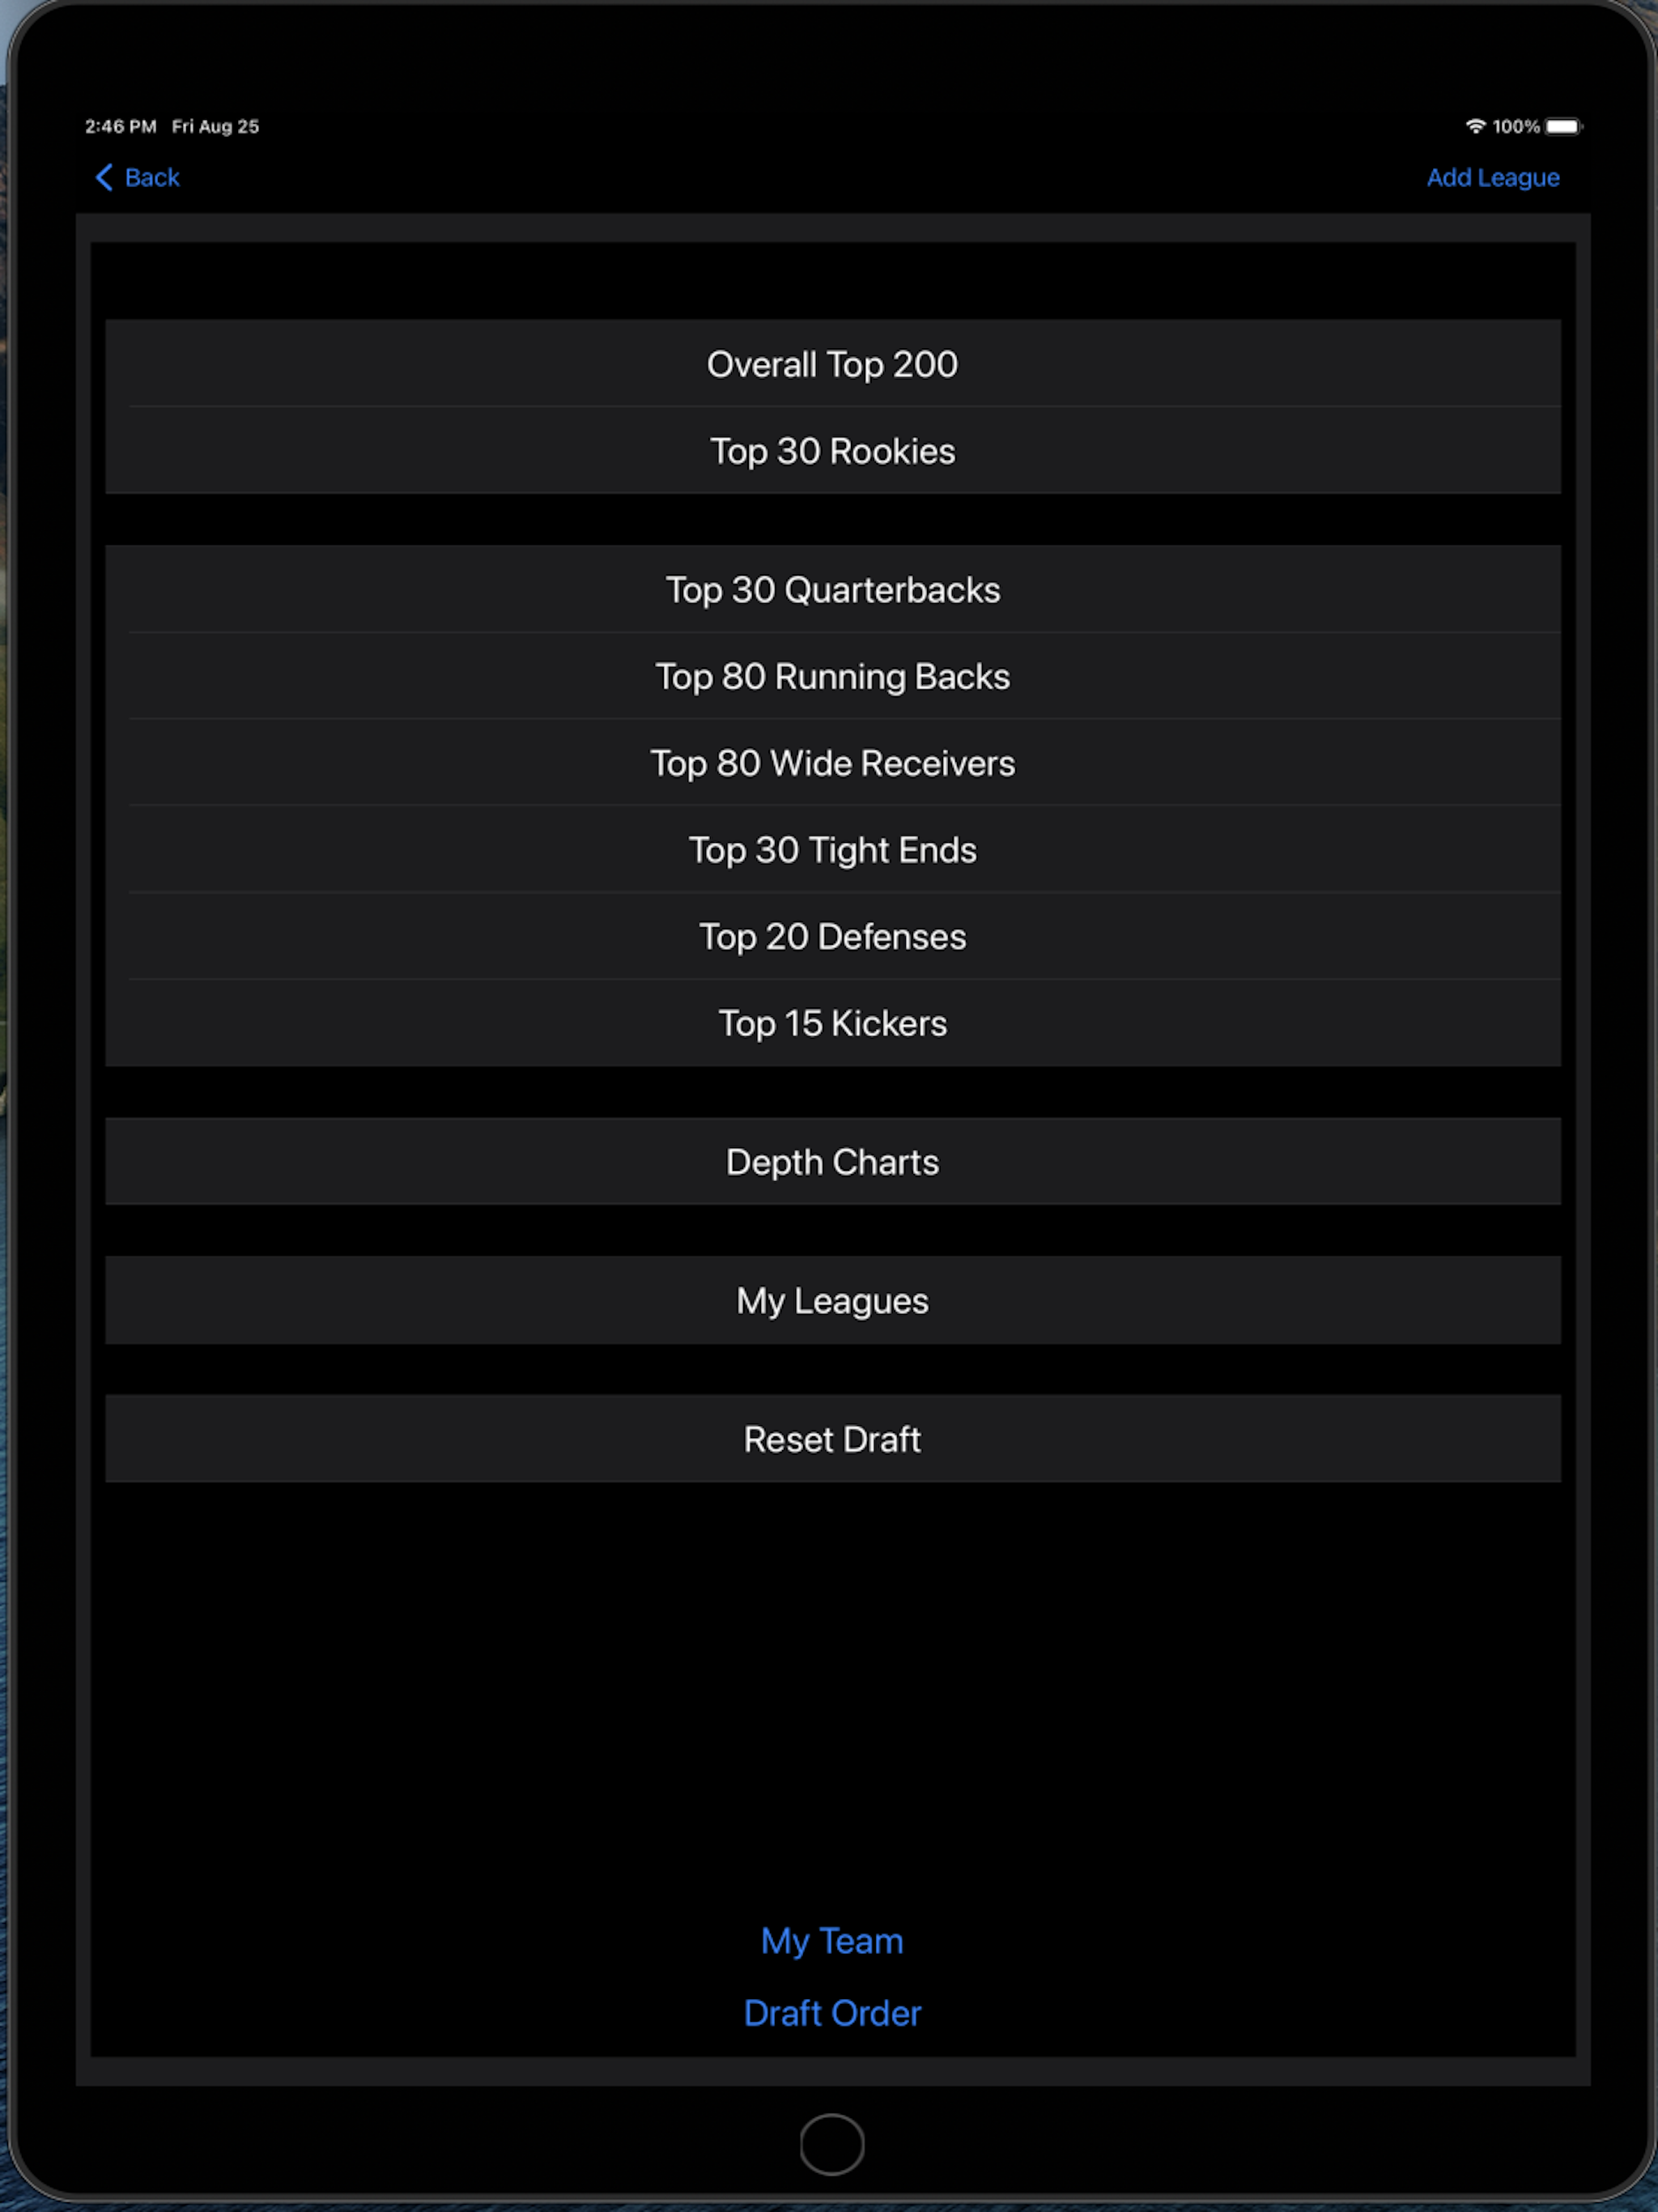 2:46 PM Fri Aug 25 100%
Back Add League
Overall Top 200
Top 30 Rookies
Top 30 Quarterbacks
Top 80 Running Backs
Top 80 Wide Receivers
Top 30 Tight Ends
Top 20 Defenses
Top 15 Kickers
Depth Charts
My Leagues
Reset Draft
My Team
Draft Order